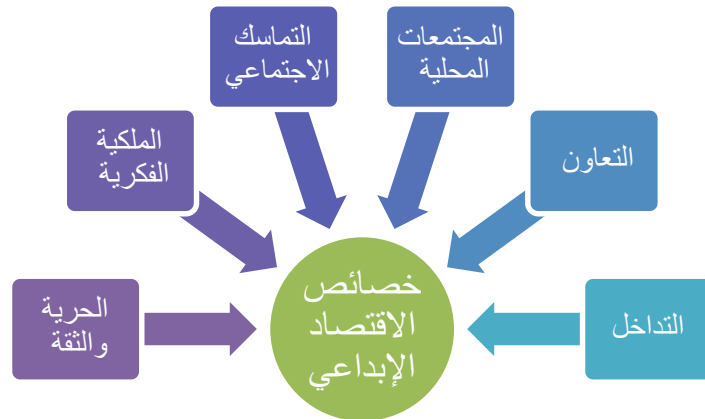 المجتمعات
المحلية
التماسك
الاجتماعي
التعاون
الملكية
الفكرية
التداخل
خصائص
الاقتصاد
الإبداعي
الحرية
والثقة